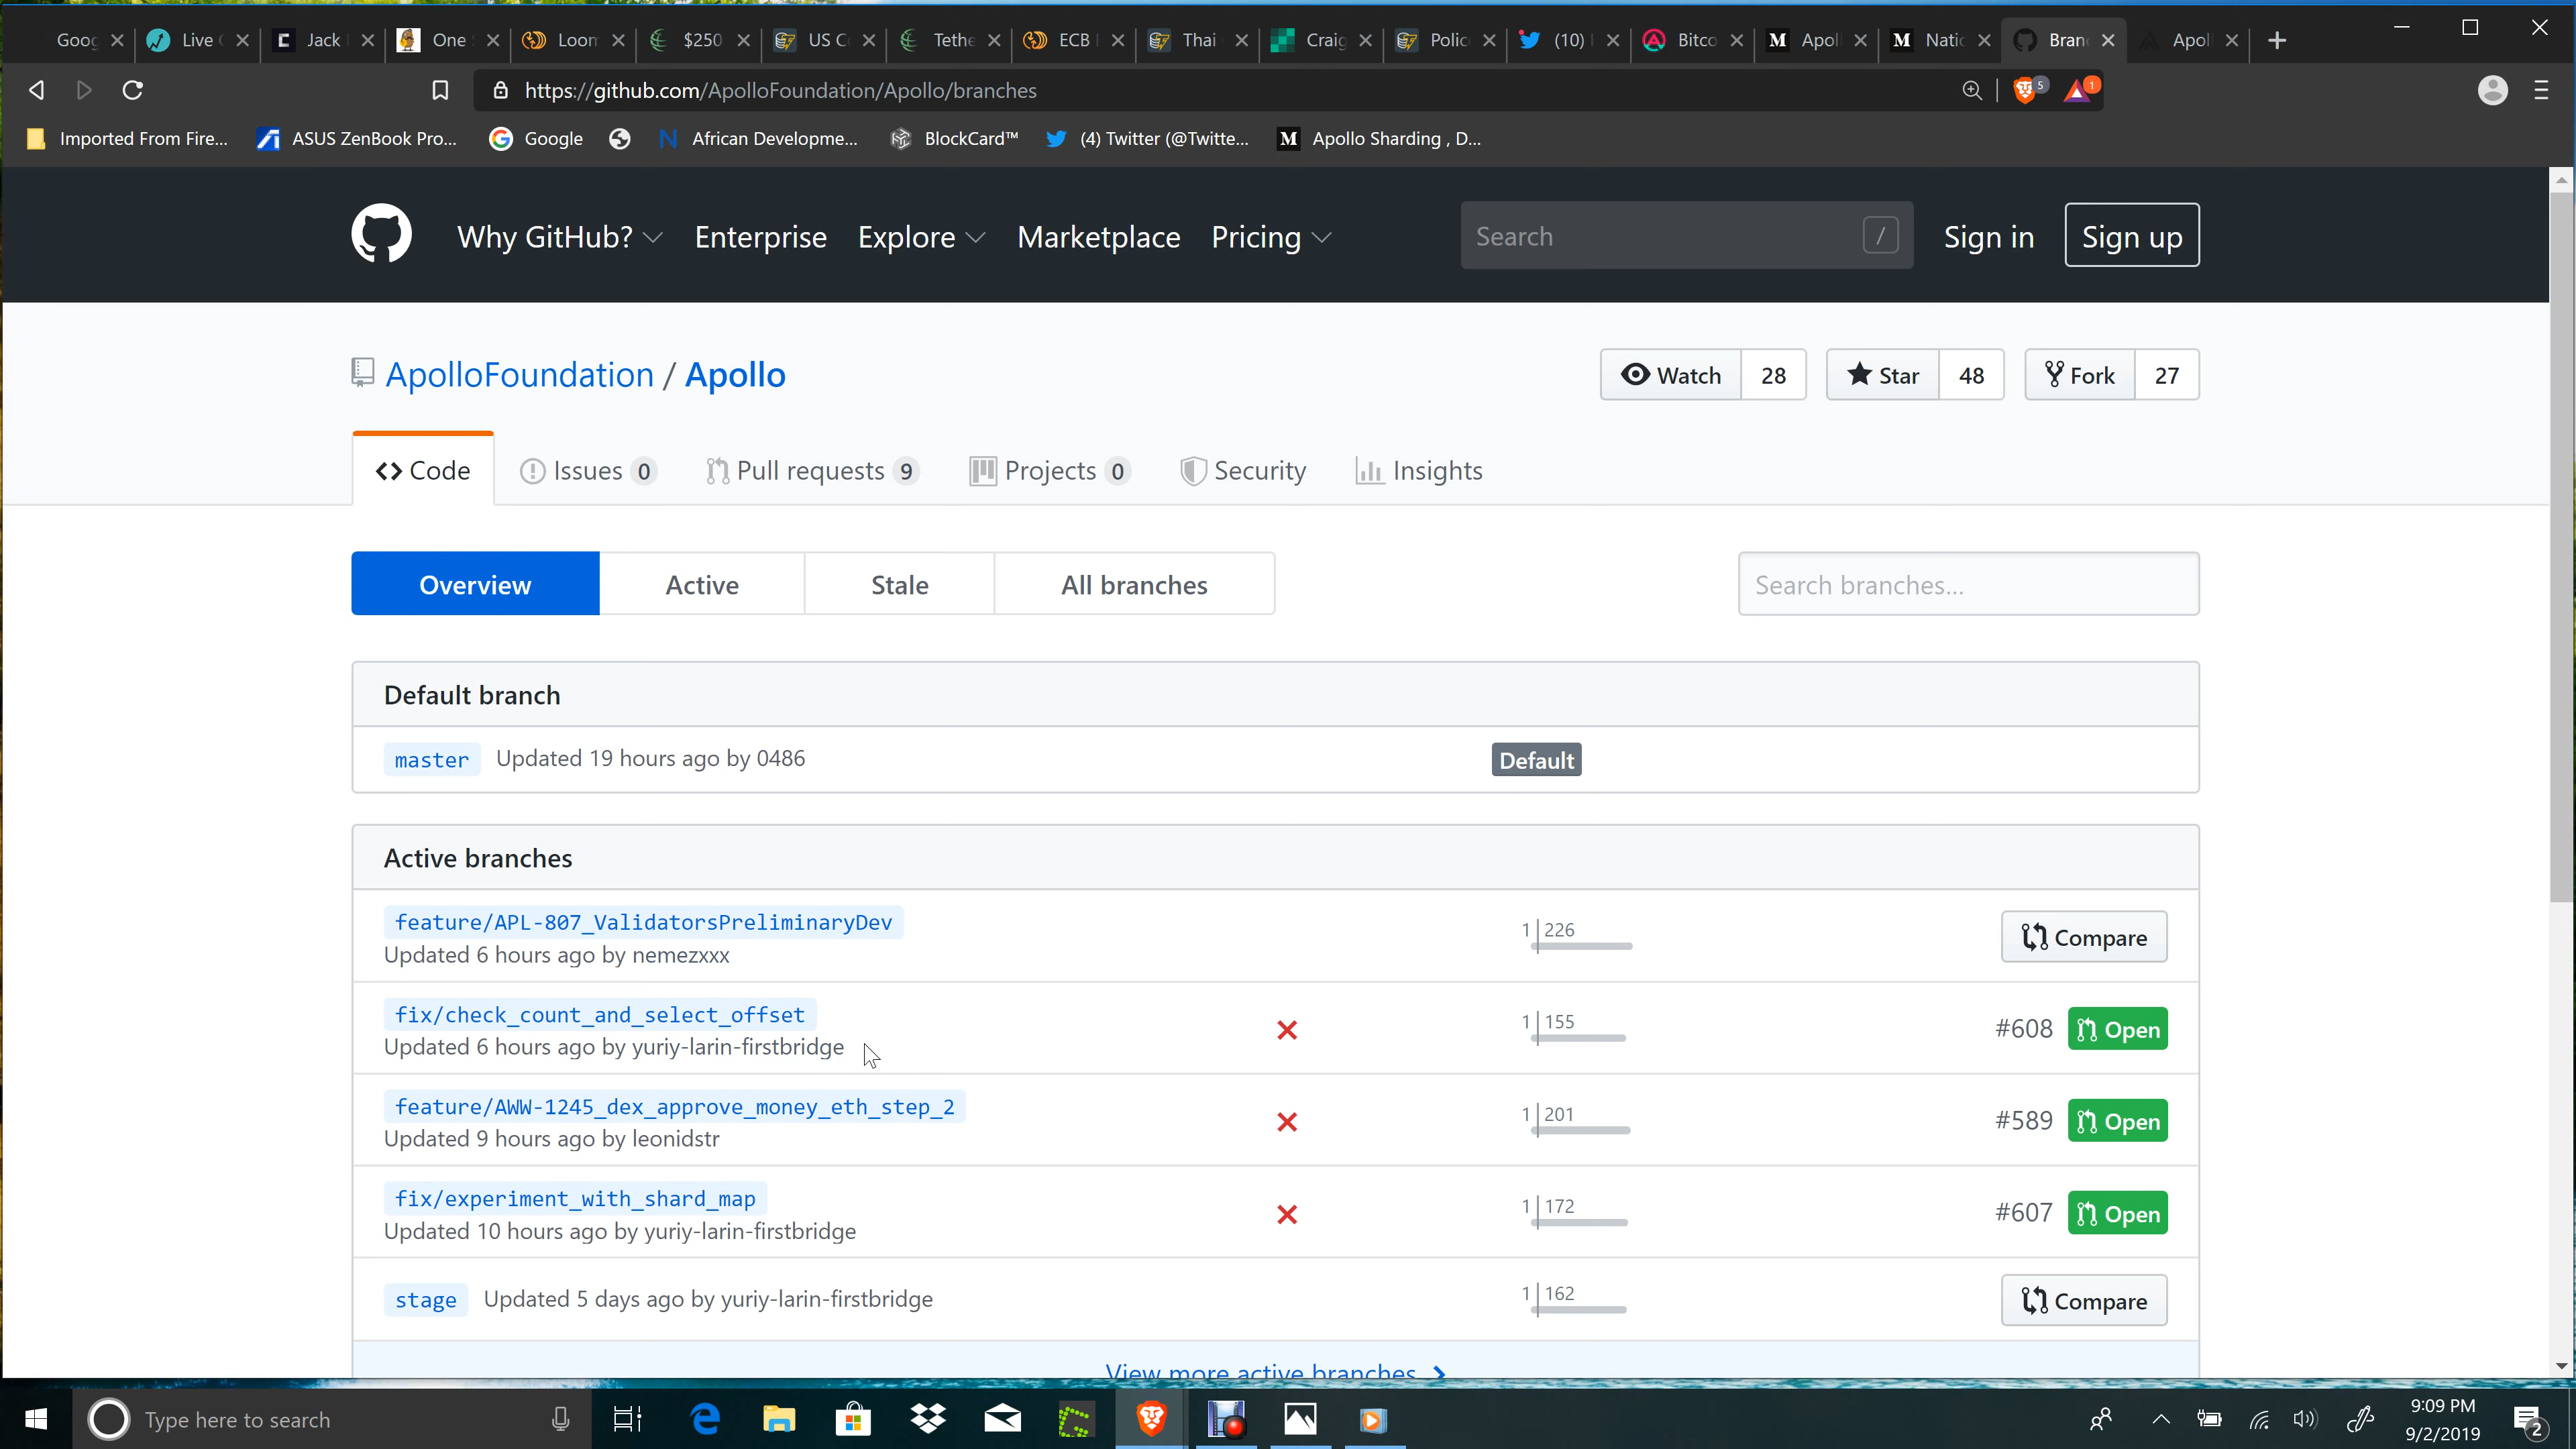 Goog Live Jack One Loom $250 US C Tethe ECB Thai Craig Polic (10) Bitco Apoll Natio Bran Apoll
https://github.com/ApolloFoundation/Apollo/branches 5 1
Imported From Fire... ASUS ZenBook Pro... Google African Developme... BlockCard™ (4) Twitter (@Twitte... Apollo Sharding , D...
Why GitHub? Enterprise Explore Marketplace Pricing Search / Sign in Sign up
ApolloFoundation / Apollo Watch 28 Star 48 Fork 27
Code Issues 0 Pull requests 9 Projects 0 Security Insights
Overview Active Stale All branches Search branches...
Default branch
master Updated 19 hours ago by 0486 Default
Active branches
feature/APL-807_ValidatorsPreliminaryDev 1 226 Compare
Updated 6 hours ago by nemezxxx
fix/check_count_and_select_offset 1 155 #608 Open
Updated 6 hours ago by yuriy-larin-firstbridge
feature/AWW-1245_dex_approve_money_eth_step_2 1 201 #589 Open
Updated 9 hours ago by leonidstr
fix/experiment_with_shard_map 1 172 #607 Open
Updated 10 hours ago by yuriy-larin-firstbridge
stage Updated 5 days ago by yuriy-larin-firstbridge 1 162 Compare
View more active branches
Type here to search 9:09 PM
9/2/2019 2